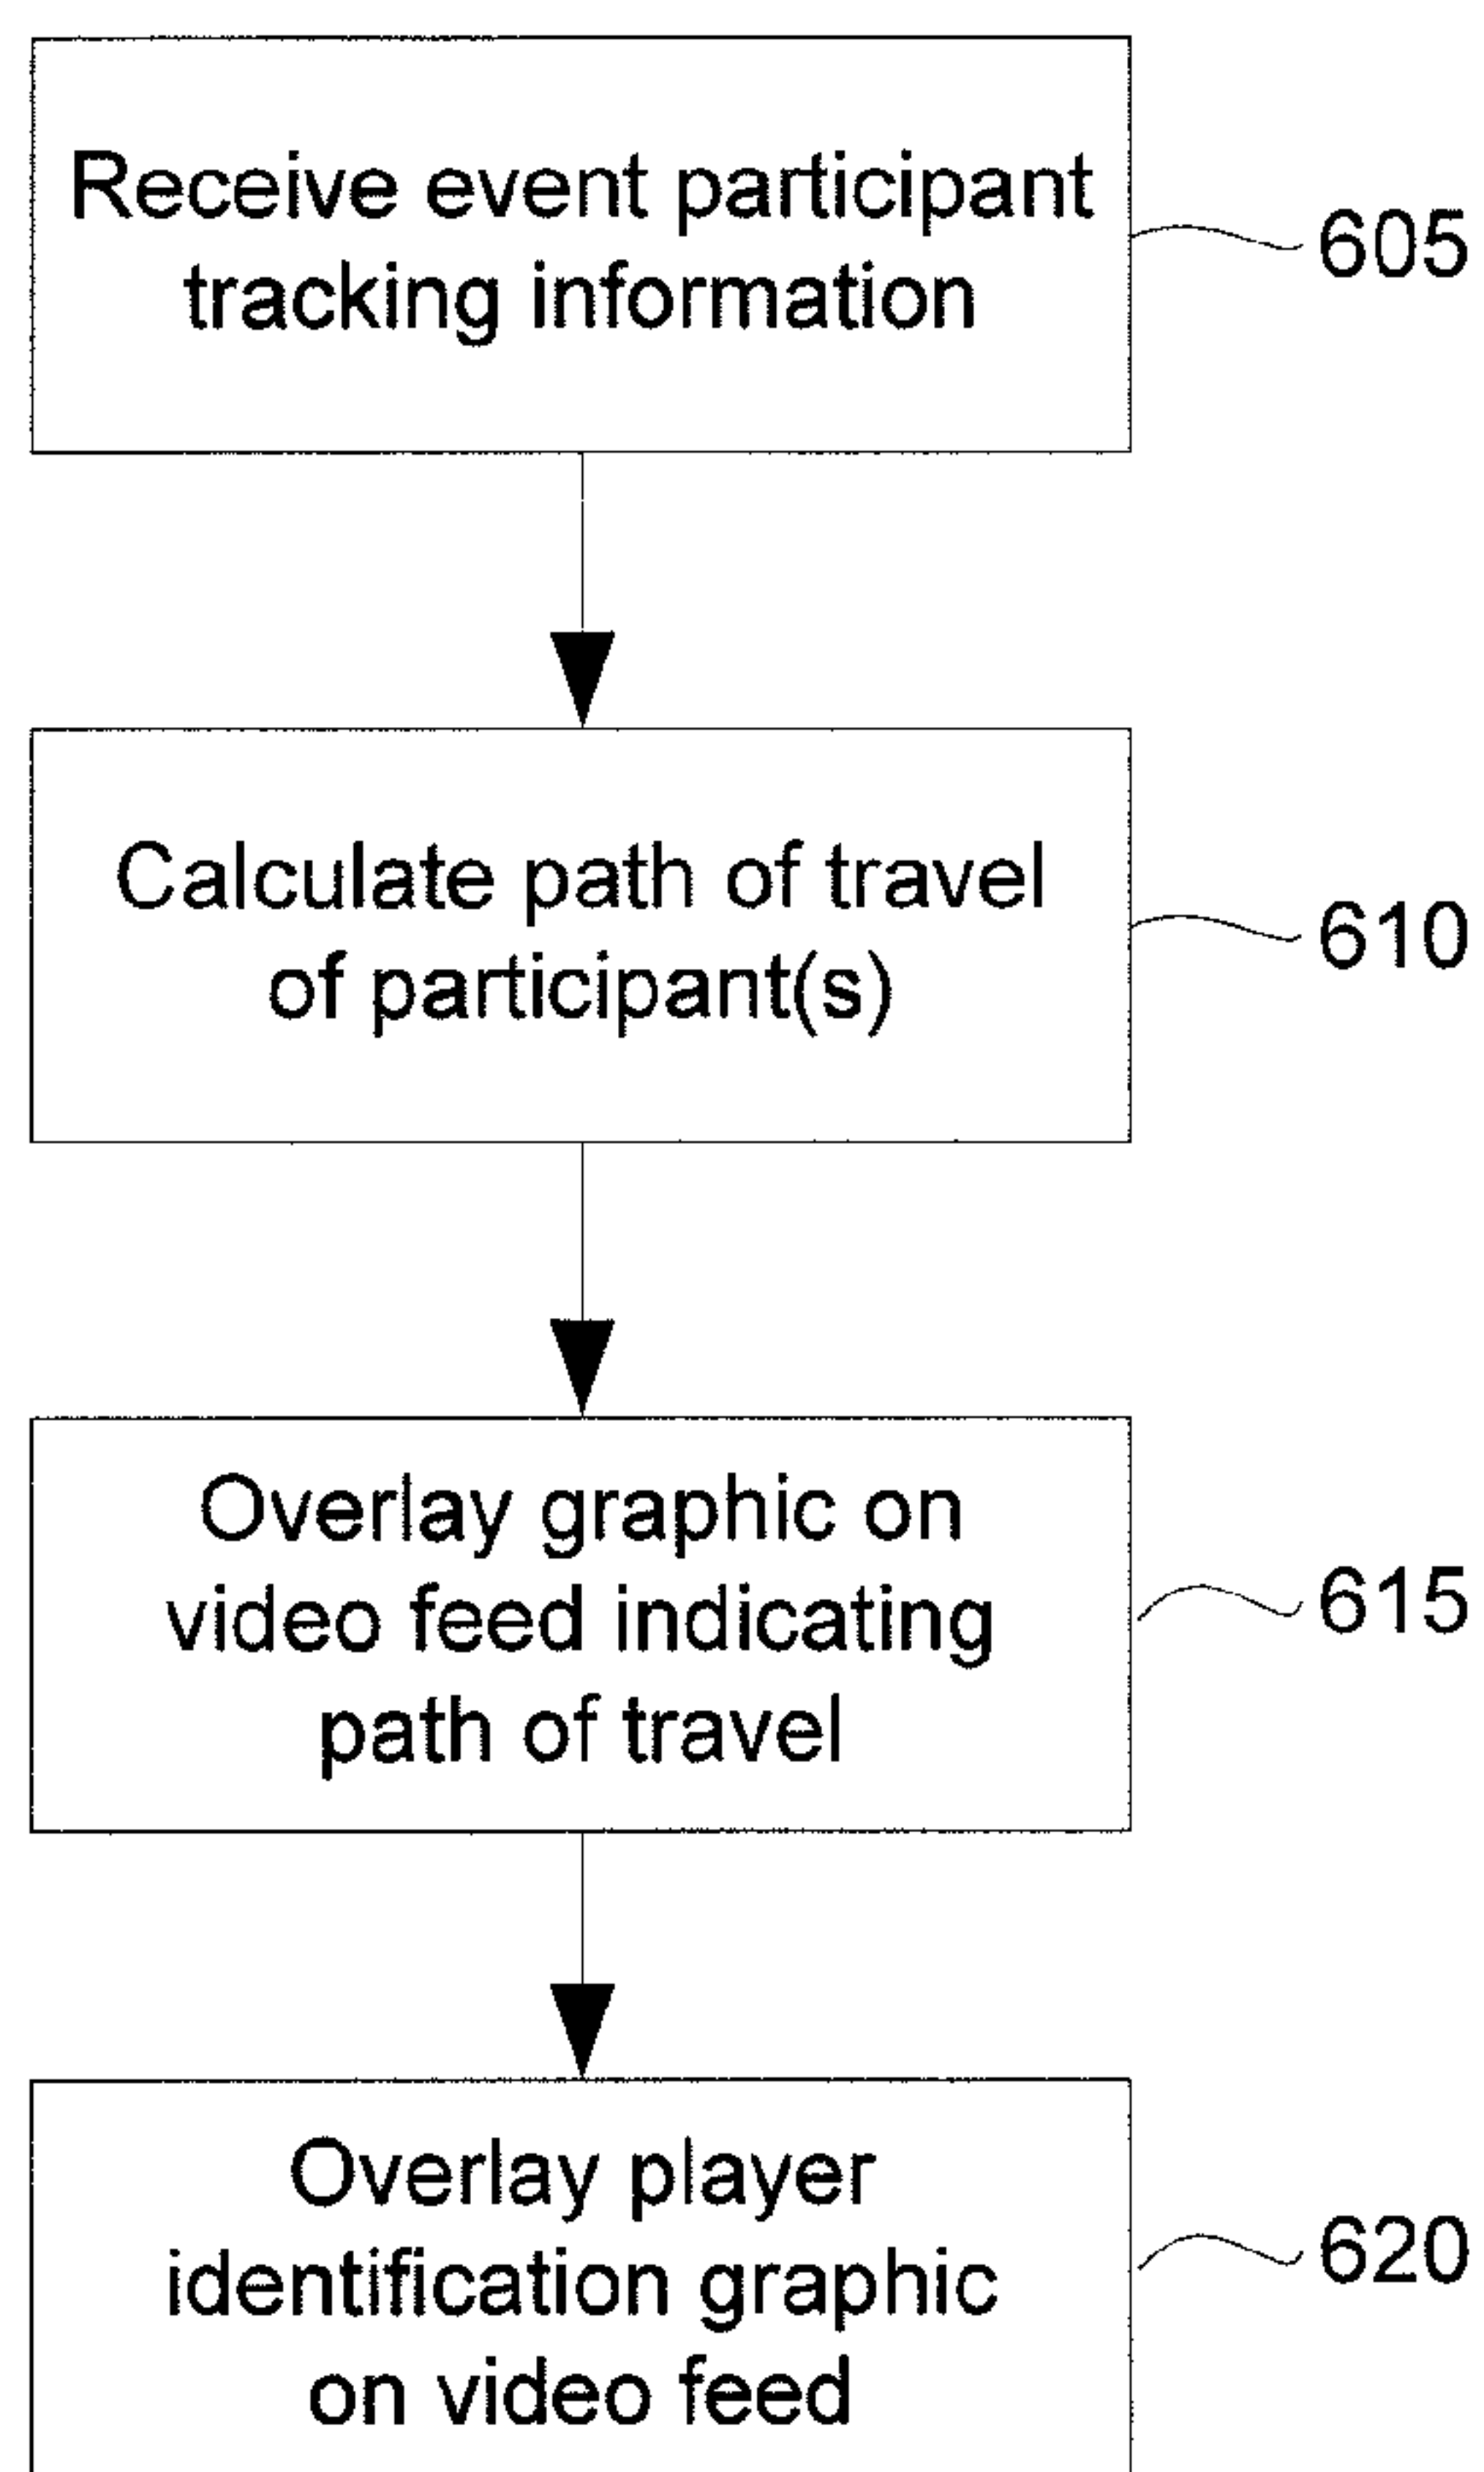 Receive event participant
tracking information
605
Calculate path of travel
of participant(s)
610
Overlay graphic on
video feed indicating
path of travel
615
Overlay player
identification graphic
on video feed
620